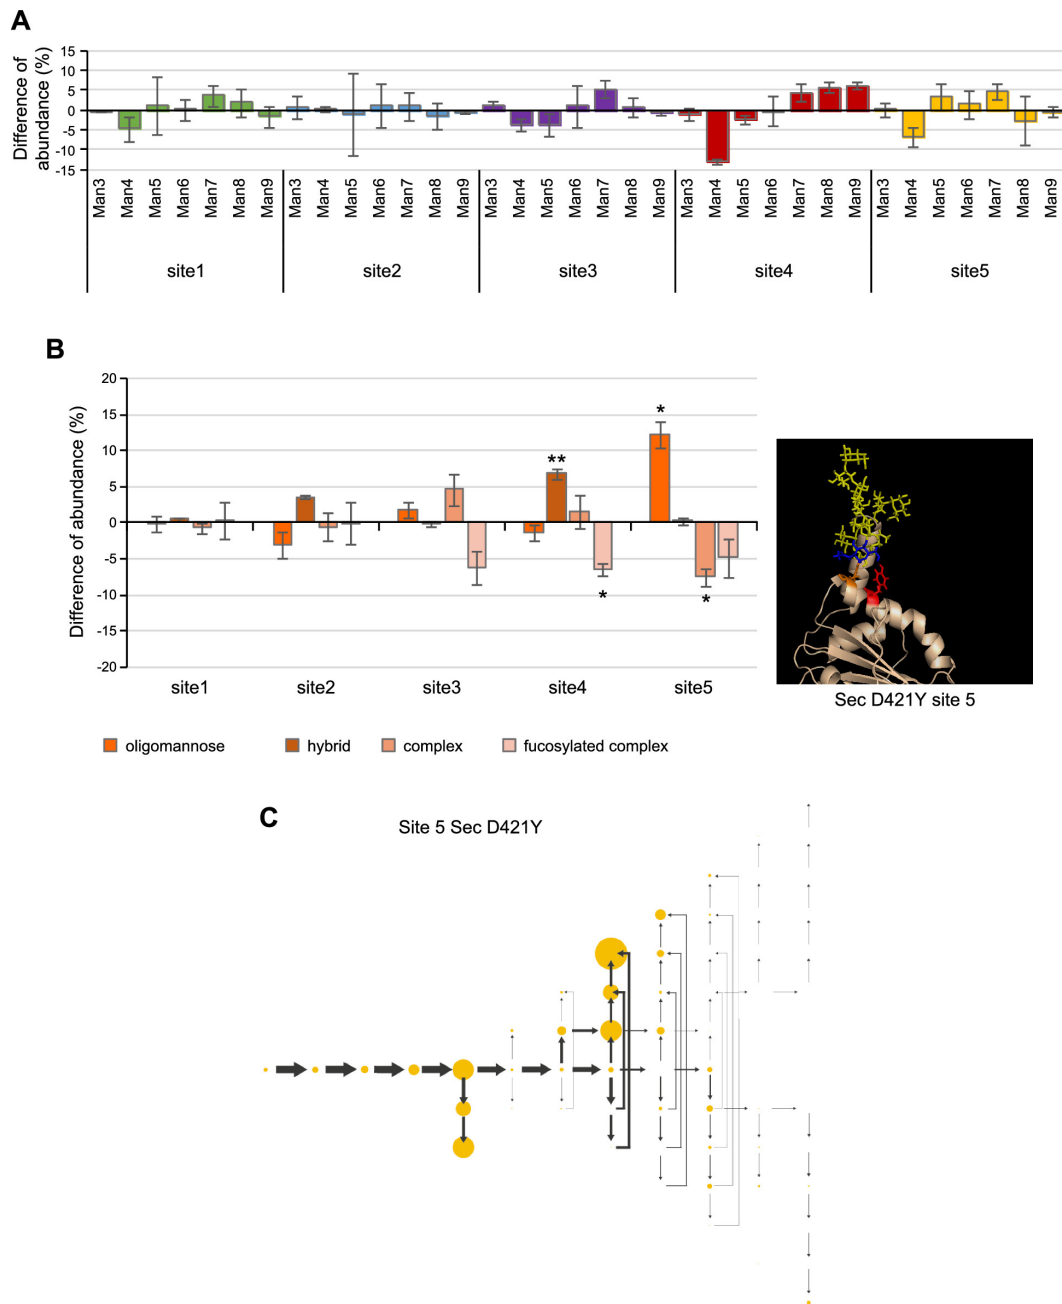 A
Difference of
abundance (%)
15
10
5
0
-5
-10
-15
Man3 Man4 Man5 Man6 Man7 Man8 Man9 Man3 Man4 Man5 Man6 Man7 Man8 Man9 Man3 Man4 Man5 Man6 Man7 Man8 Man9 Man3 Man4 Man5 Man6 Man7 Man8 Man9 Man3 Man4 Man5 Man6 Man7 Man8 Man9
site1 site2 site3 site4 site5
B
Difference of abundance (%)
20
15
10
5
0
-5
-10
-15
-20
** * * *
site1 site2 site3 site4 site5
Sec D421Y site 5
oligomannose hybrid complex fucosylated complex
C
Site 5 Sec D421Y